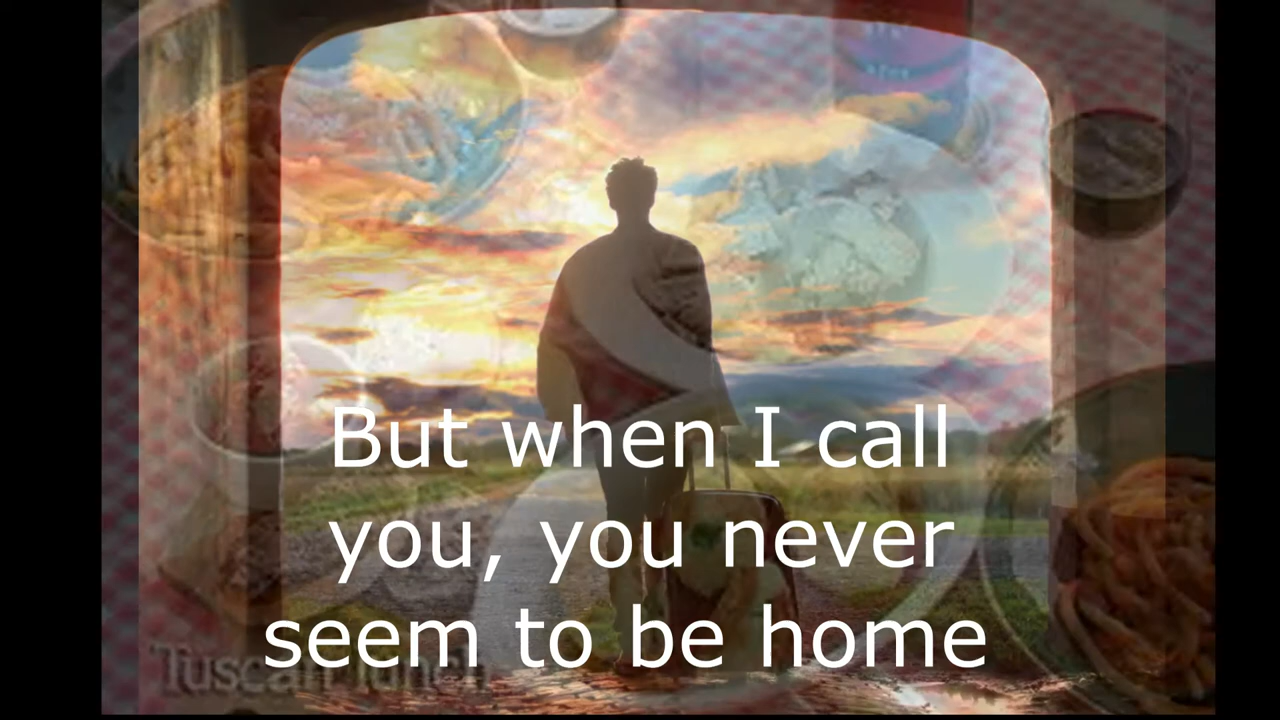 But when I call
you, you never
seem to be home
Tuscan lunch